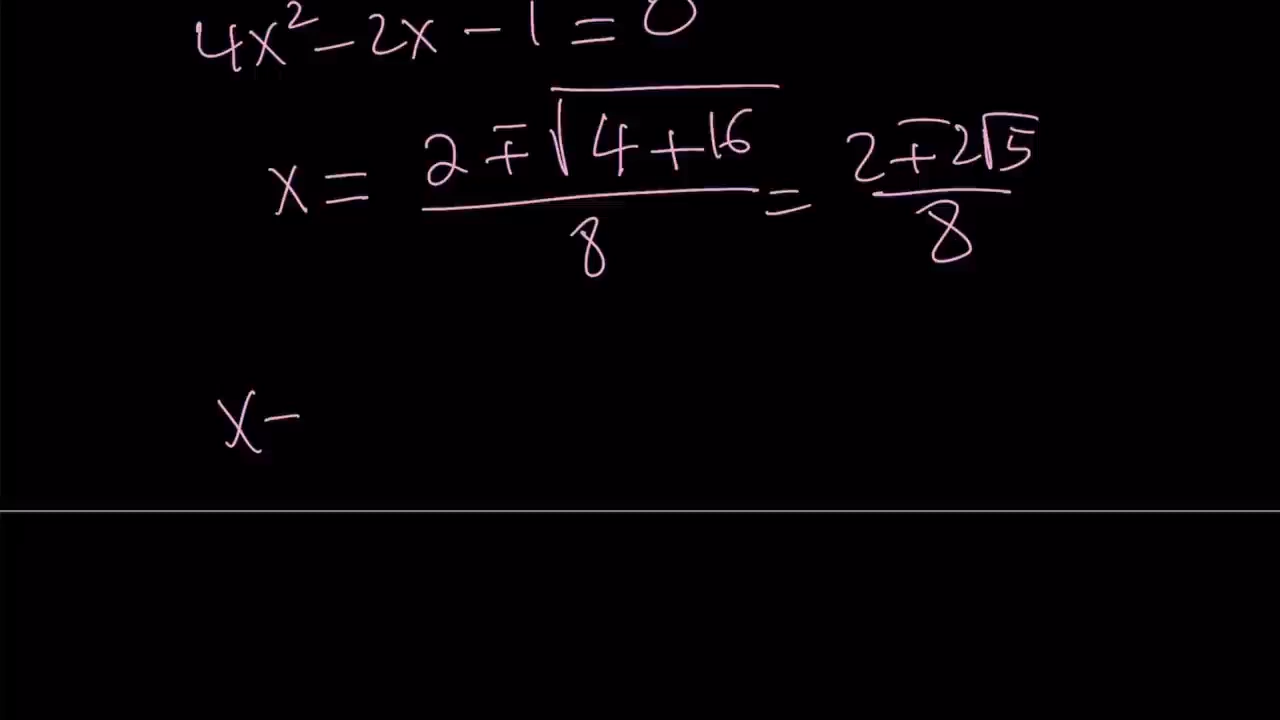 4x² - 2x - 1 = 0
x = (2 ∓ √(4 + 16))/8 = (2 ∓ 2√5)/8
x -